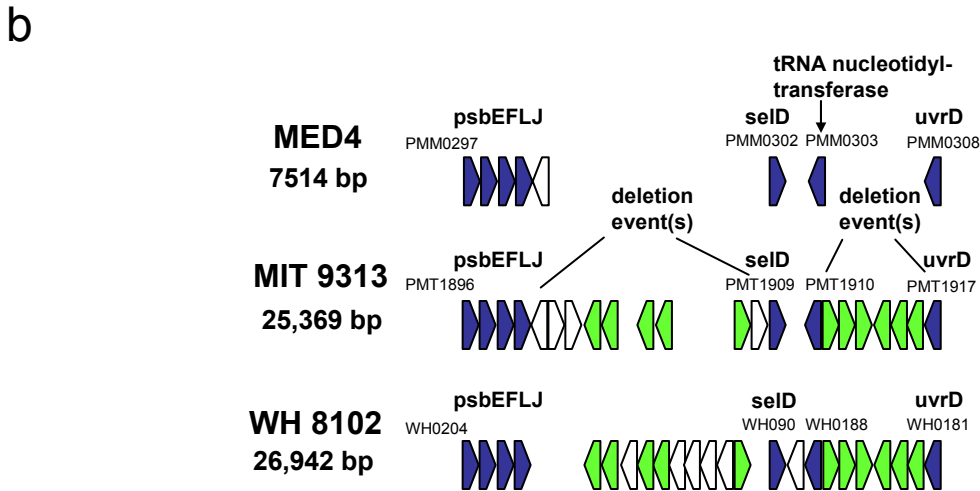 b
tRNA nucleotidyl-
transferase
psbEFLJ selD uvrD
MED4 PMM0297 PMM0302 PMM0303 PMM0308
7514 bp
deletion deletion
event(s) event(s)
psbEFLJ selD uvrD
MIT 9313 PMT1896 PMT1909 PMT1910 PMT1917
25,369 bp
psbEFLJ selD uvrD
WH 8102 WH0204 WH090 WH0188 WH0181
26,942 bp